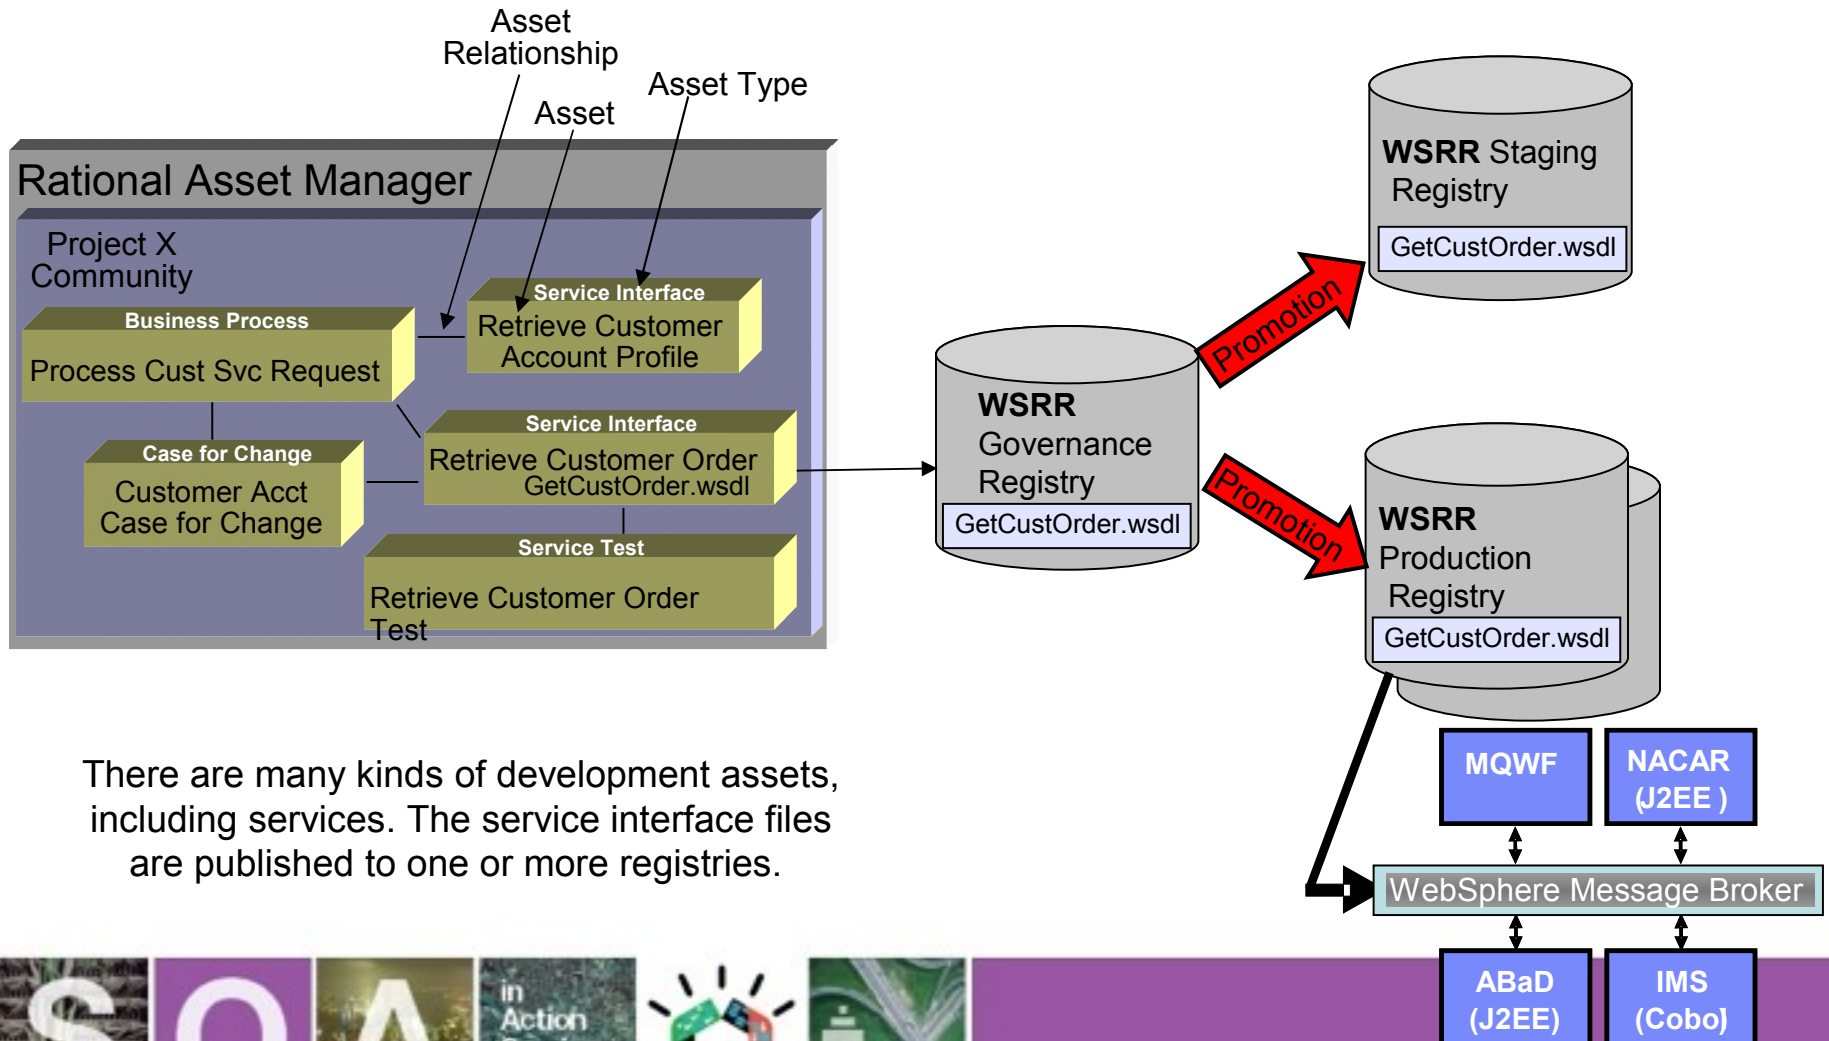 Asset
Relationship
Asset Type
Asset
Rational Asset Manager
Project X
Community
Service Interface
Retrieve Customer
Account Profile
Business Process
Process Cust Svc Request
Service Interface
Retrieve Customer Order
GetCustOrder.wsdl
Case for Change
Customer Acct
Case for Change
Service Test
Retrieve Customer Order
Test
WSRR
Governance
Registry
GetCustOrder.wsdl
Promotion
Promotion
WSRR Staging
Registry
GetCustOrder.wsdl
WSRR
Production
Registry
GetCustOrder.wsdl
MQWF
NACAR
(J2EE )
WebSphere Message Broker
ABaD
(J2EE)
IMS
(Cobol)
There are many kinds of development assets,
including services. The service interface files
are published to one or more registries.
S O A
in
Action